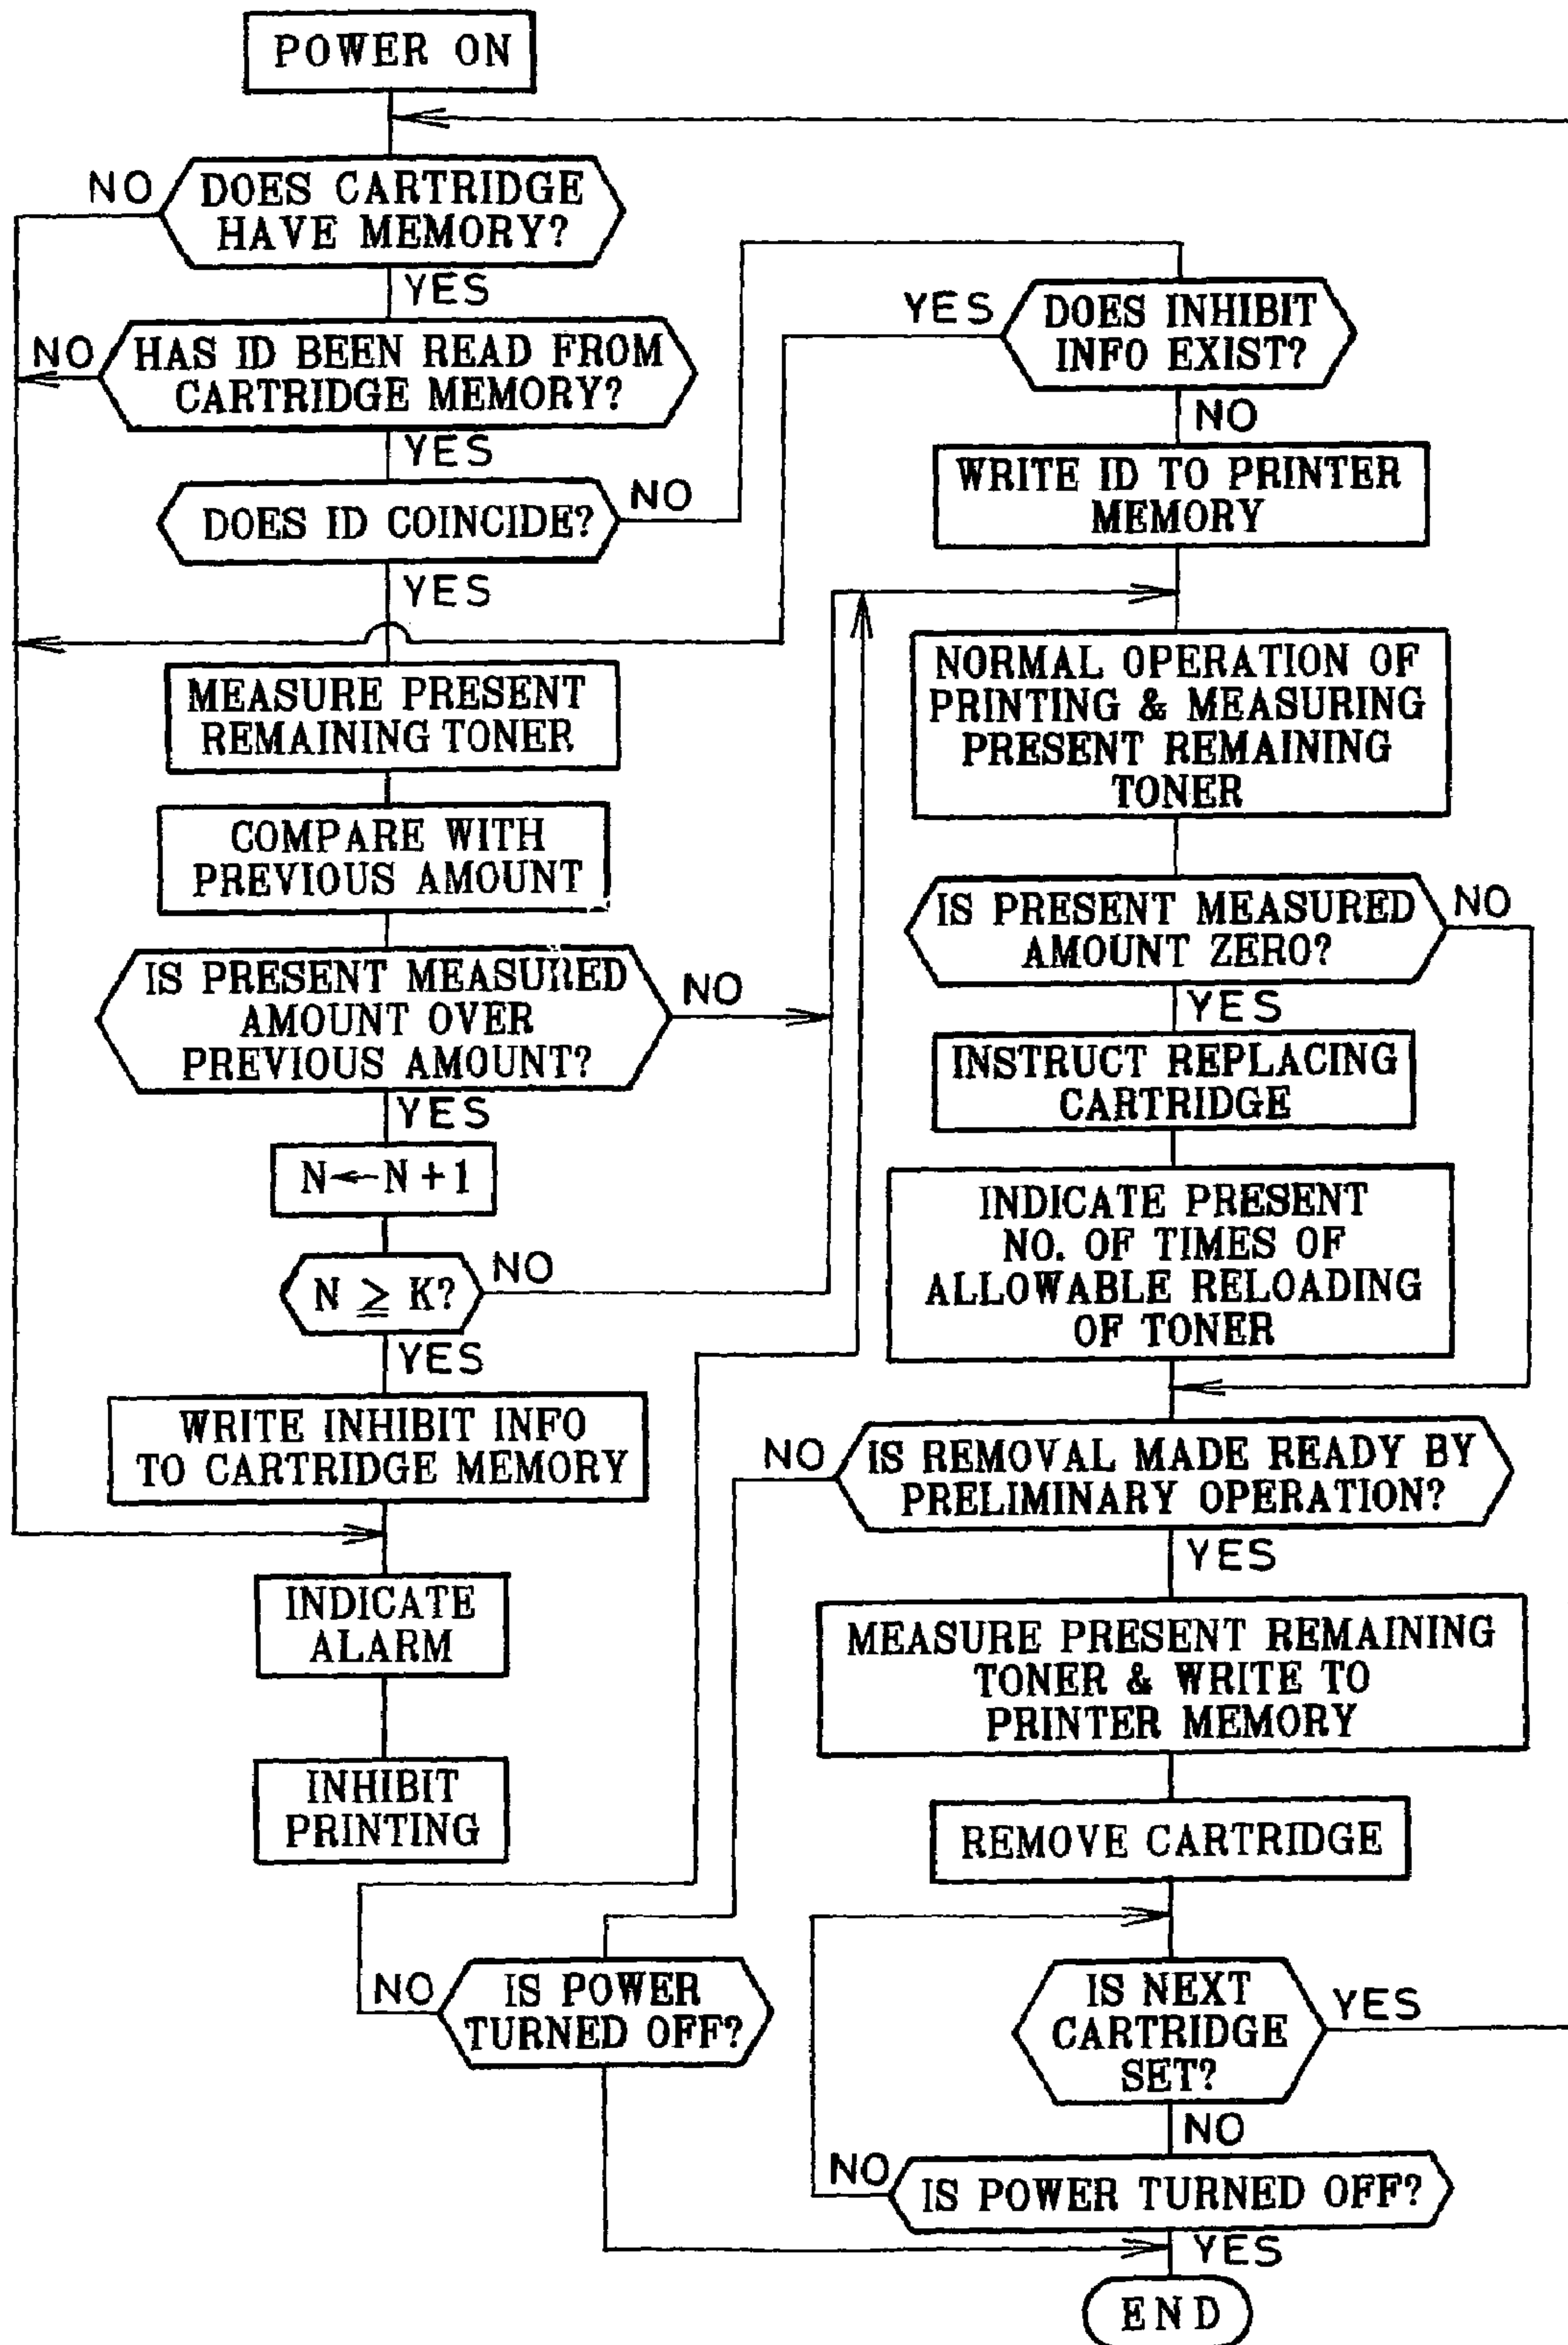 POWER ON
NO
DOES CARTRIDGE
HAVE MEMORY?
YES
NO
HAS ID BEEN READ FROM
CARTRIDGE MEMORY?
YES
DOES ID COINCIDE?
NO
YES
MEASURE PRESENT
REMAINING TONER
COMPARE WITH
PREVIOUS AMOUNT
IS PRESENT MEASURED
AMOUNT OVER
PREVIOUS AMOUNT?
NO
YES
N←N+1
N ≧ K?
NO
YES
WRITE INHIBIT INFO
TO CARTRIDGE MEMORY
INDICATE
ALARM
INHIBIT
PRINTING
YES
DOES INHIBIT
INFO EXIST?
NO
WRITE ID TO PRINTER
MEMORY
NORMAL OPERATION OF
PRINTING & MEASURING
PRESENT REMAINING
TONER
IS PRESENT MEASURED
AMOUNT ZERO?
NO
YES
INSTRUCT REPLACING
CARTRIDGE
INDICATE PRESENT
NO. OF TIMES OF
ALLOWABLE RELOADING
OF TONER
NO
IS REMOVAL MADE READY BY
PRELIMINARY OPERATION?
YES
MEASURE PRESENT REMAINING
TONER & WRITE TO
PRINTER MEMORY
REMOVE CARTRIDGE
NO
IS POWER
TURNED OFF?
IS NEXT
CARTRIDGE
SET?
YES
NO
NO
IS POWER TURNED OFF?
YES
END